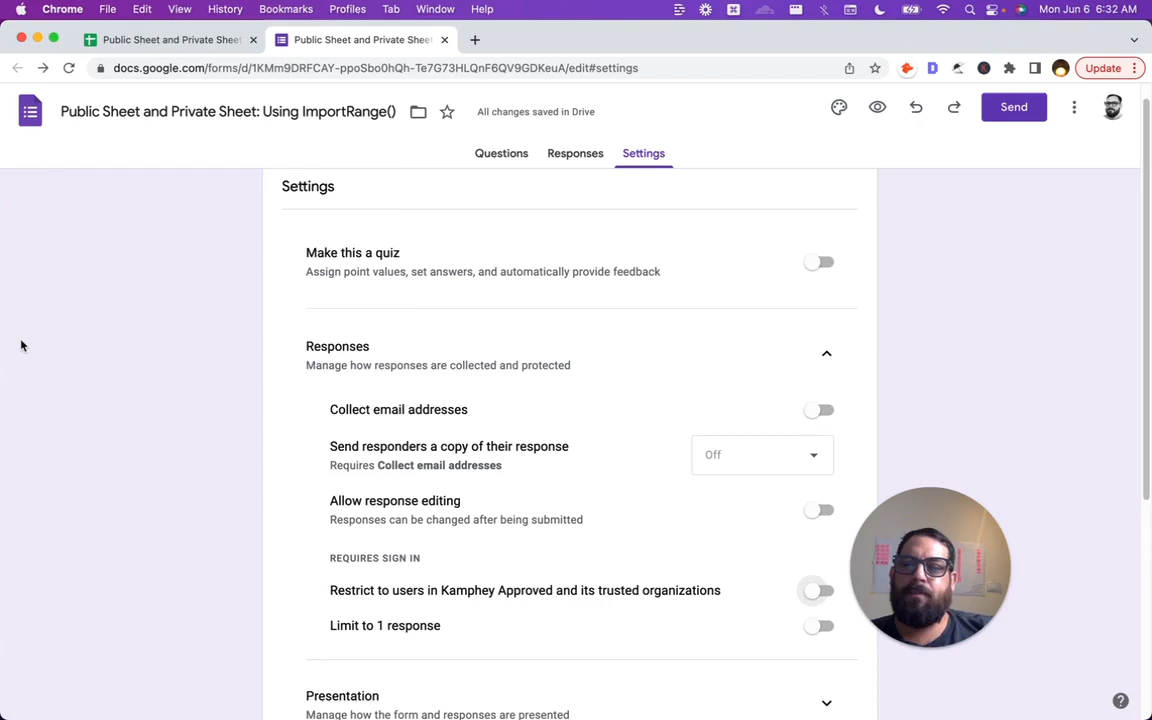 Chrome File Edit View History Bookmarks Profiles Tab Window Help Mon Jun 6 6:32 AM
Public Sheet and Private Sheet: Public Sheet and Private Sheet:
docs.google.com/forms/d/1KMm9DRFCAY-ppoSbo0hQh-Te7G73HLQnF6QV9GDKeuA/edit#settings Update
Public Sheet and Private Sheet: Using ImportRange() All changes saved in Drive Send
Questions Responses Settings
Settings
Make this a quiz
Assign point values, set answers, and automatically provide feedback
Responses
Manage how responses are collected and protected
Collect email addresses
Send responders a copy of their response
Requires Collect email addresses
Off
Allow response editing
Responses can be changed after being submitted
REQUIRES SIGN IN
Restrict to users in Kamphey Approved and its trusted organizations
Limit to 1 response
Presentation
Manage how the form and responses are presented